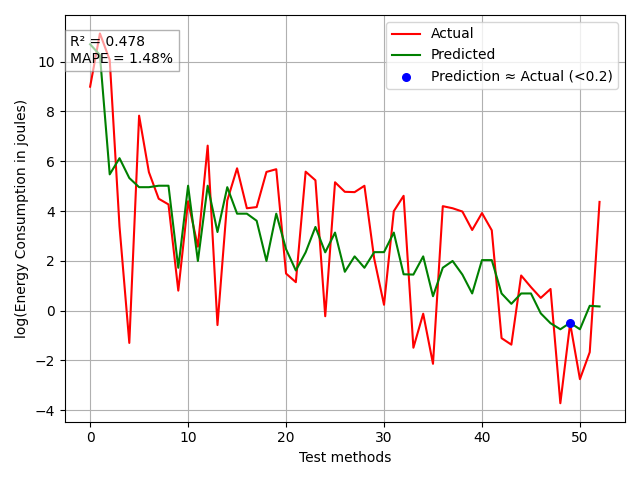 R² = 0.478
MAPE = 1.48%
Actual
Predicted
Prediction ≈ Actual (<0.2)
log(Energy Consumption in joules)
10
8
6
4
2
0
−2
−4
0 10 20 30 40 50
Test methods